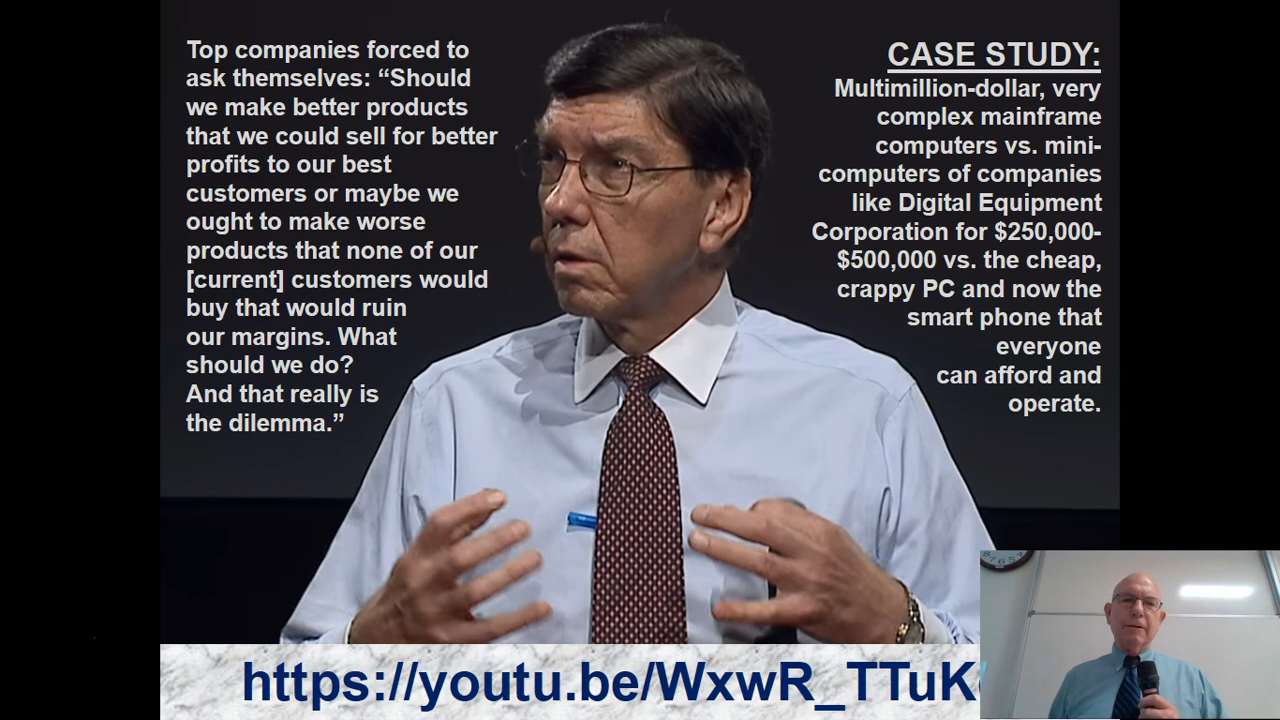 Top companies forced to
ask themselves: “Should
we make better products
that we could sell for better
profits to our best
customers or maybe we
ought to make worse
products that none of our
[current] customers would
buy that would ruin
our margins. What
should we do?
And that really is
the dilemma.”
CASE STUDY:
Multimillion-dollar, very
complex mainframe
computers vs. mini-
computers of companies
like Digital Equipment
Corporation for $250,000-
$500,000 vs. the cheap,
crappy PC and now the
smart phone that
everyone
can afford and
operate.
https://youtu.be/WxwR_TTuK